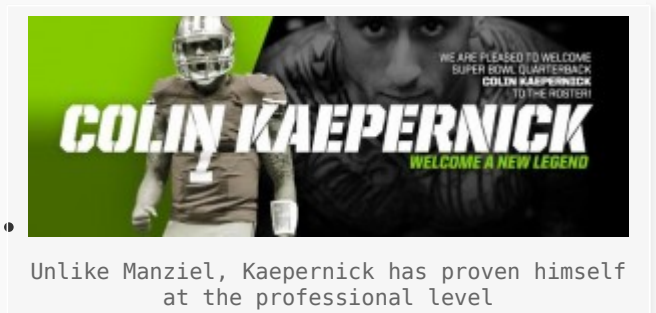 WE ARE PLEASED TO WELCOME
SUPER BOWL QUARTERBACK
COLIN KAEPERNICK
TO THE ROSTER!
COLIN KAEPERNICK
WELCOME A NEW LEGEND
Unlike Manziel, Kaepernick has proven himself
at the professional level